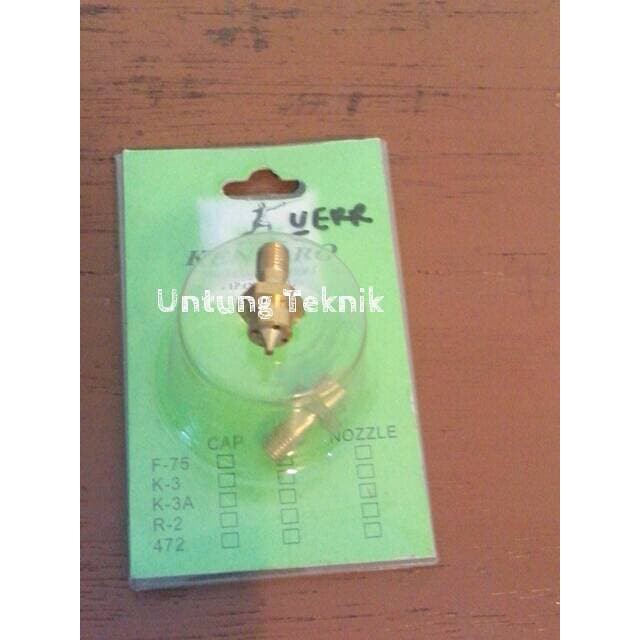 UERR
Untung Teknik
CAP NOZZLE
F-75
K-3
K-3A
R-2
472